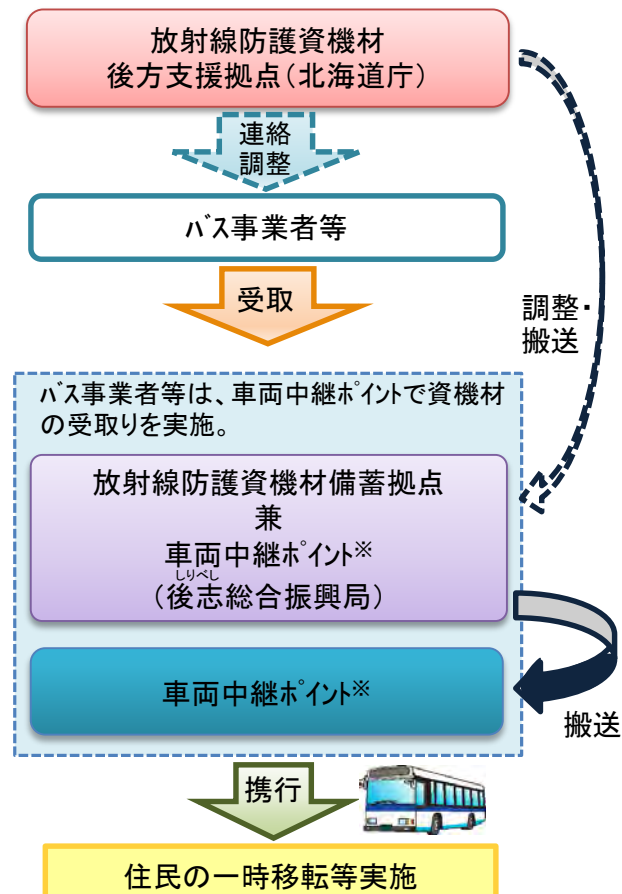 放射線防護資機材
後方支援拠点（北海道庁）
連絡
調整
ﾊﾞｽ事業者等
受取
調整・
搬送
ﾊﾞｽ事業者等は、車両中継ﾎﾟｲﾝﾄで資機材
の受取りを実施。
放射線防護資機材備蓄拠点
兼
車両中継ﾎﾟｲﾝﾄ※
しりべし
（後志総合振興局）
車両中継ﾎﾟｲﾝﾄ※
搬送
携行
住民の一時移転等実施